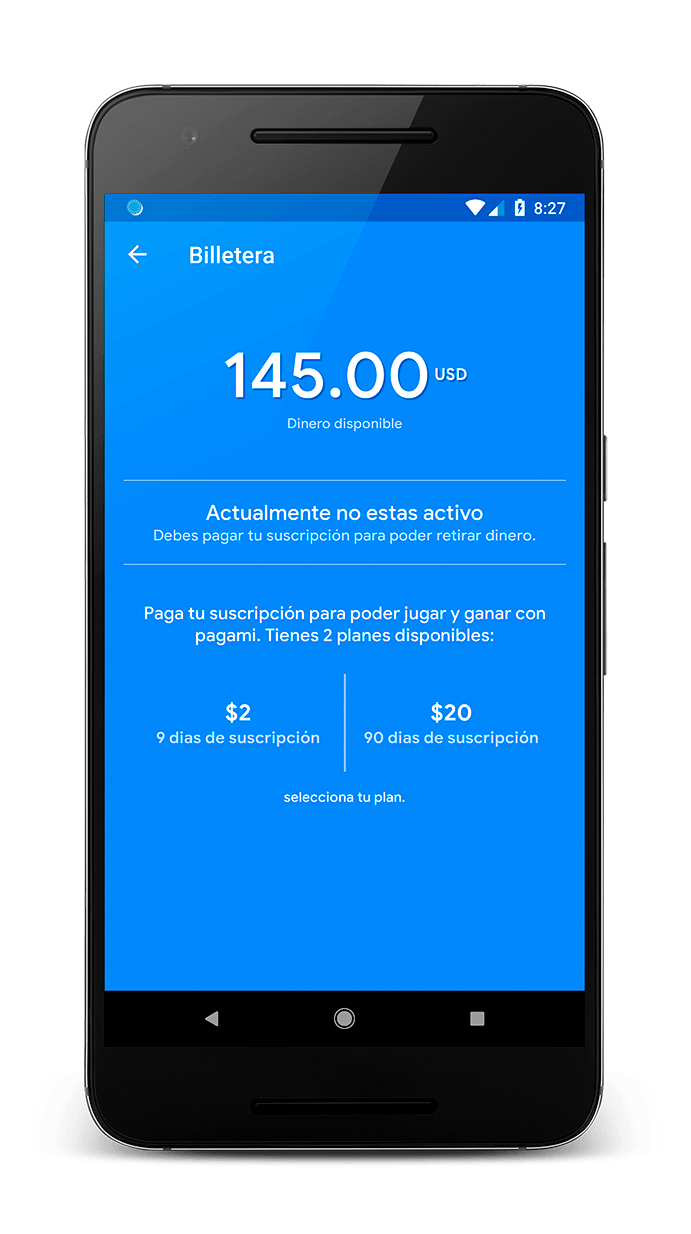 8:27
Billetera
145.00 USD
Dinero disponible
Actualmente no estas activo
Debes pagar tu suscripción para poder retirar dinero.
Paga tu suscripción para poder jugar y ganar con
pagami. Tienes 2 planes disponibles:
$2
9 dias de suscripción
$20
90 dias de suscripción
selecciona tu plan.